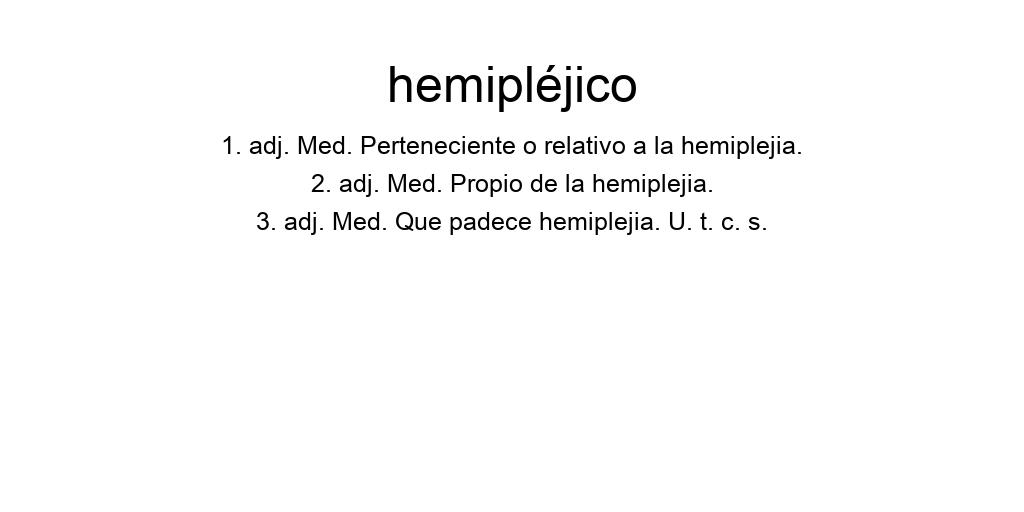 hemipléjico
1. adj. Med. Perteneciente o relativo a la hemiplejia.
2. adj. Med. Propio de la hemiplejia.
3. adj. Med. Que padece hemiplejia. U. t. c. s.